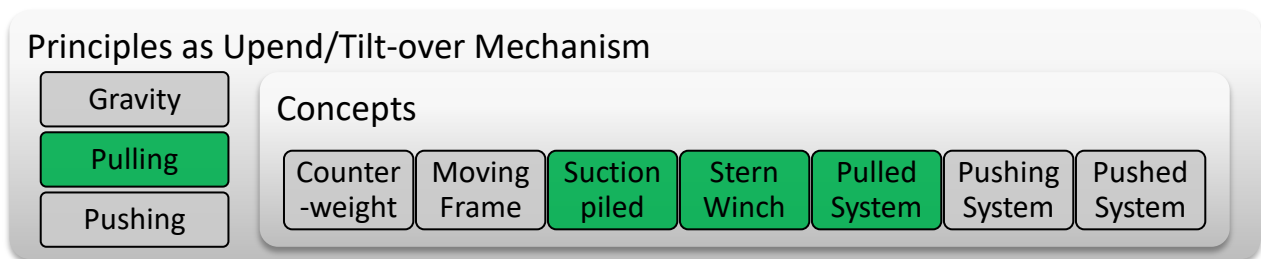 Principles as Upend/Tilt-over Mechanism
Gravity
Pulling
Pushing
Concepts
Counter
-weight
Moving
Frame
Suction
piled
Stern
Winch
Pulled
System
Pushing
System
Pushed
System